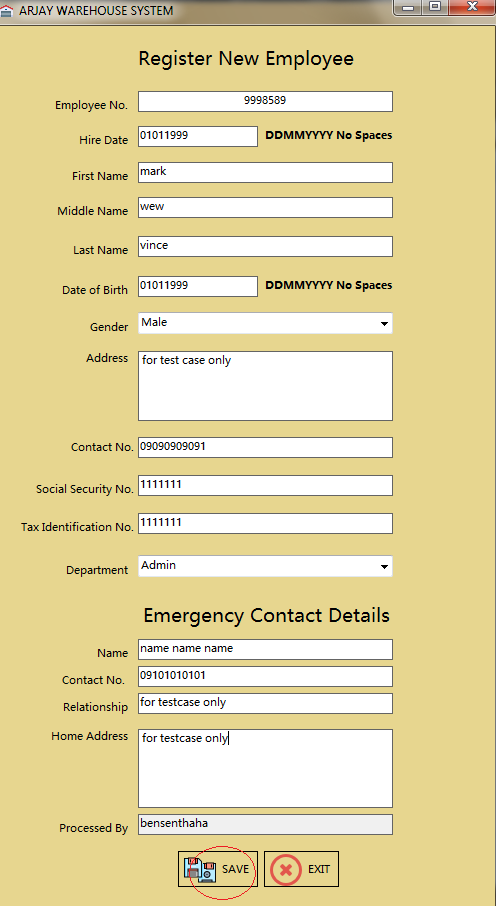 ARJAY WAREHOUSE SYSTEM
Register New Employee
Employee No. 9998589
Hire Date 01011999 DDMMYYYY No Spaces
First Name mark
Middle Name wew
Last Name vince
Date of Birth 01011999 DDMMYYYY No Spaces
Gender Male
Address for test case only
Contact No. 09090909091
Social Security No. 1111111
Tax Identification No. 1111111
Department Admin
Emergency Contact Details
Name name name name
Contact No. 09101010101
Relationship for testcase only
Home Address for testcase only
Processed By bensenthaha
SAVE EXIT